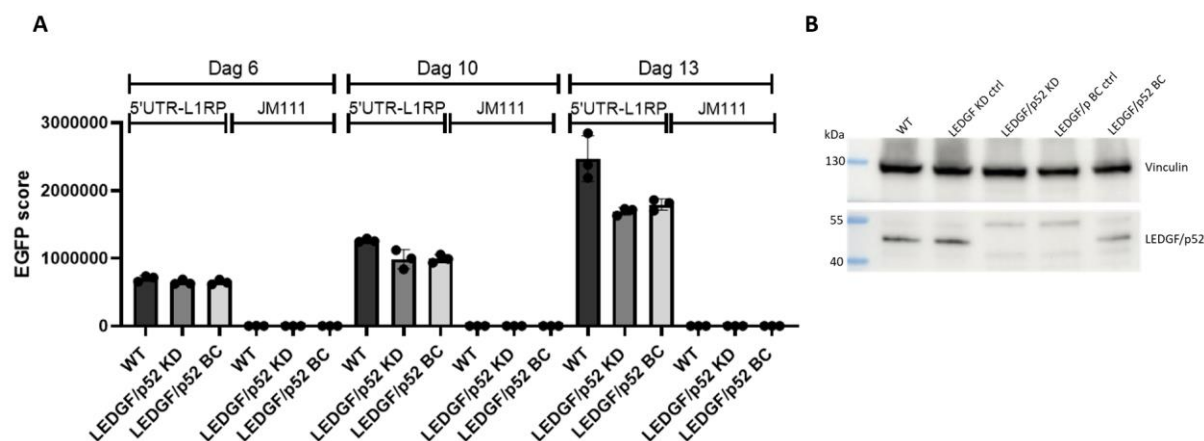 A
Dag 6 Dag 10 Dag 13
5'UTR-L1RP JM111 5'UTR-L1RP JM111 5'UTR-L1RP JM111
3000000
2000000
1000000
0
EGFP score
WT LEDGF/p52 KD LEDGF/p52 BC WT LEDGF/p52 KD LEDGF/p52 BC WT LEDGF/p52 KD LEDGF/p52 BC WT LEDGF/p52 KD LEDGF/p52 BC WT LEDGF/p52 KD LEDGF/p52 BC WT LEDGF/p52 KD LEDGF/p52 BC
B
WT LEDGF KD ctrl LEDGF/p52 KD LEDGF/p BC ctrl LEDGF/p52 BC
kDa
130 Vinculin
55
LEDGF/p52
40